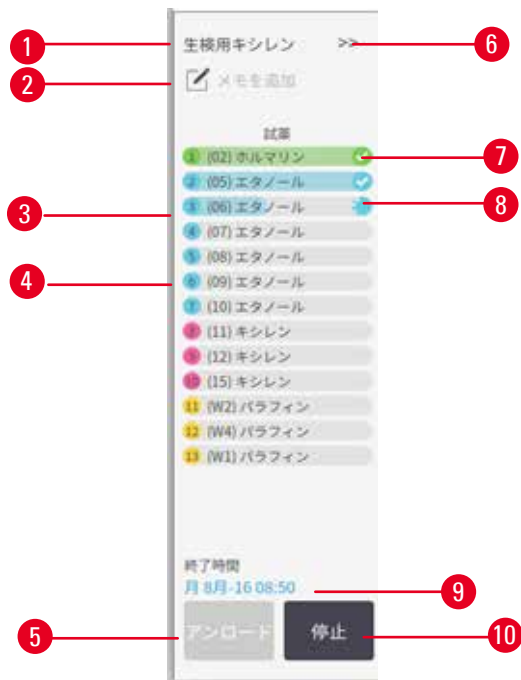 1 生検用キシレン >> 6
2 メモを追加
試薬
1 (02) ホルマリン 7
2 (05) エタノール
3 3 (06) エタノール 8
4 (07) エタノール
5 (08) エタノール
4 6 (09) エタノール
7 (10) エタノール
8 (11) キシレン
9 (12) キシレン
10 (15) キシレン
11 (W2) パラフィン
12 (W4) パラフィン
13 (W1) パラフィン
終了時間
月 8月-16 08:50 9
5 アンロード 停止 10